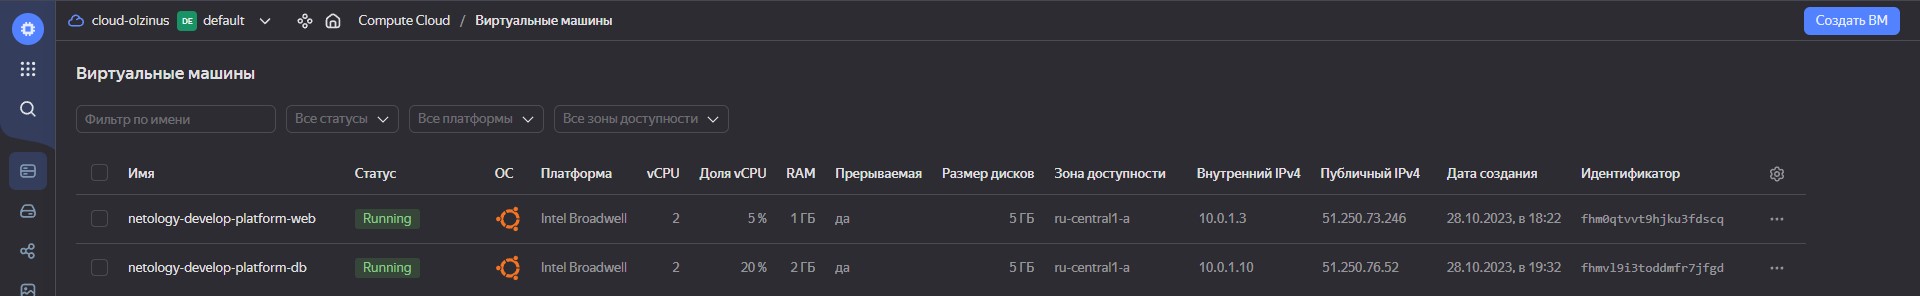 cloud-olzinus DE default Compute Cloud / Виртуальные машины Создать ВМ
Виртуальные машины
Фильтр по имени Все статусы Все платформы Все зоны доступности
Имя Статус ОС Платформа vCPU Доля vCPU RAM Прерываемая Размер дисков Зона доступности Внутренний IPv4 Публичный IPv4 Дата создания Идентификатор
netology-develop-platform-web Running Intel Broadwell 2 5 % 1 ГБ да 5 ГБ ru-central1-a 10.0.1.3 51.250.73.246 28.10.2023, в 18:22 fhm0qtvvt9hjku3fdscq
netology-develop-platform-db Running Intel Broadwell 2 20 % 2 ГБ да 5 ГБ ru-central1-a 10.0.1.10 51.250.76.52 28.10.2023, в 19:32 fhmvl9i3toddmfr7jfgd